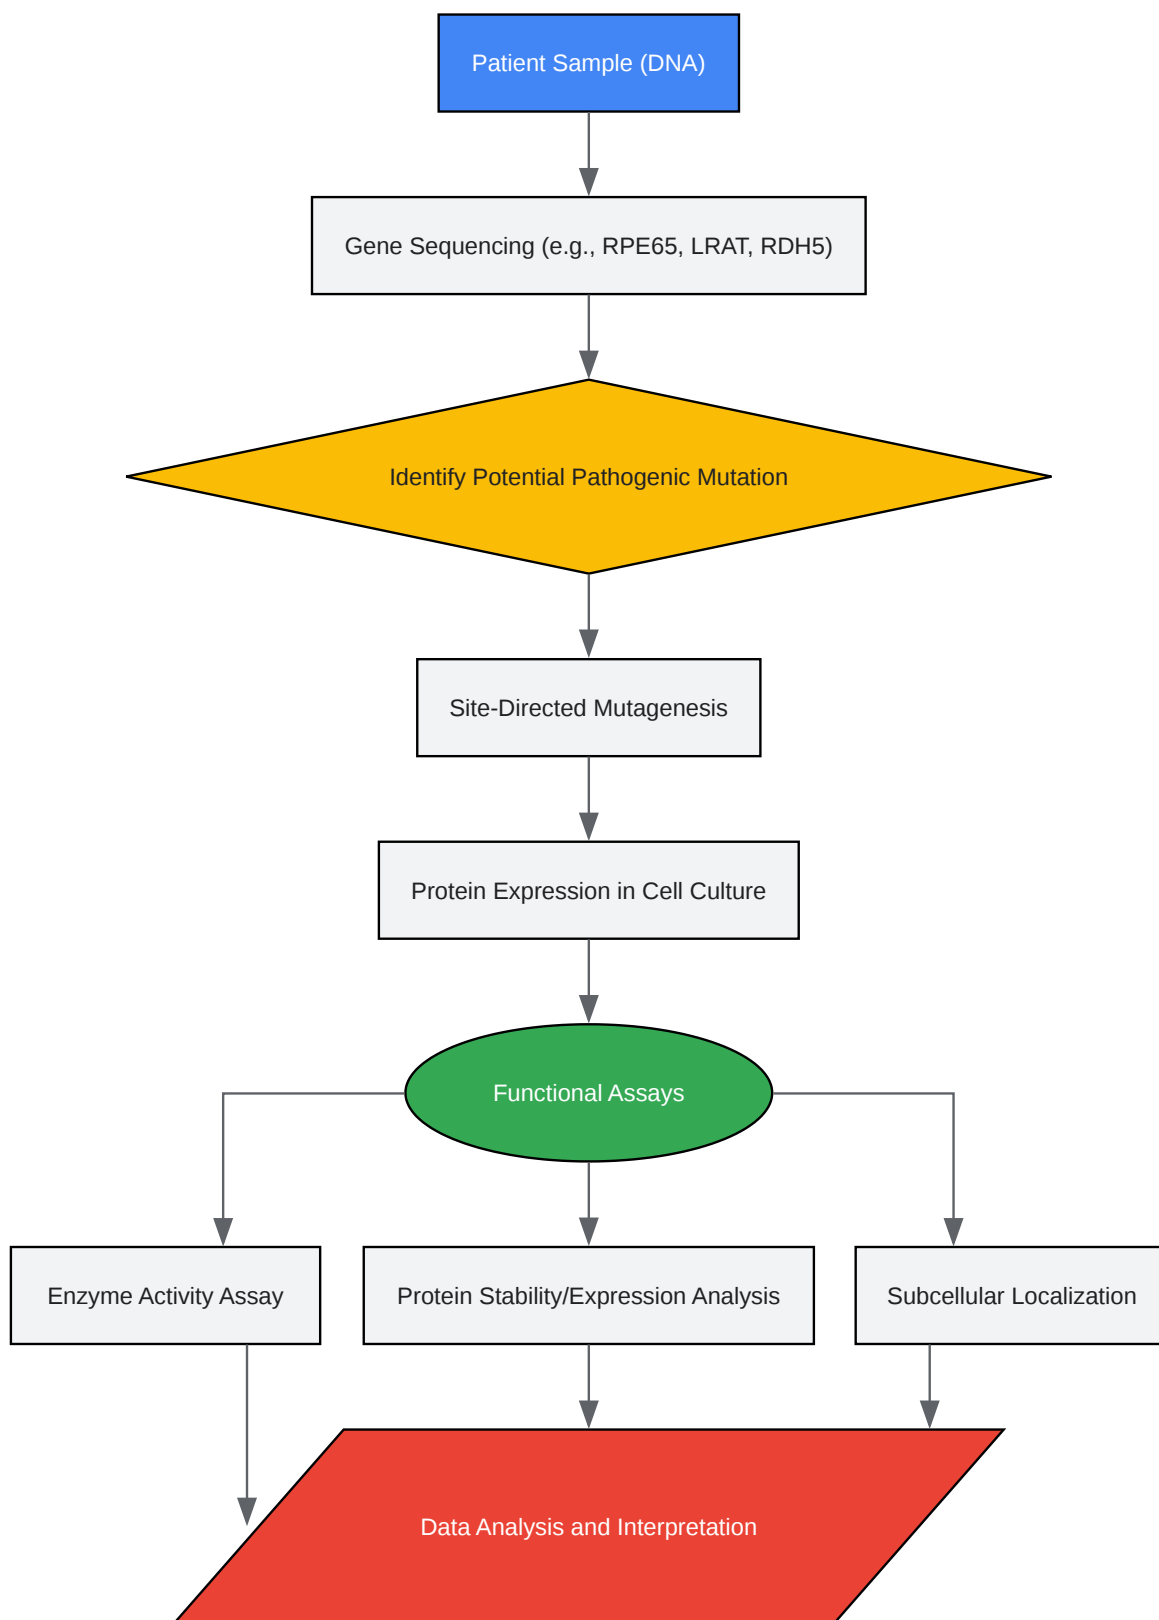 Patient Sample (DNA)
Gene Sequencing (e.g., RPE65, LRAT, RDH5)
Identify Potential Pathogenic Mutation
Site-Directed Mutagenesis
Protein Expression in Cell Culture
Functional Assays
Enzyme Activity Assay
Protein Stability/Expression Analysis
Subcellular Localization
Data Analysis and Interpretation